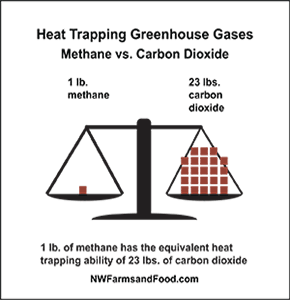 Heat Trapping Greenhouse Gases
Methane vs. Carbon Dioxide
1 lb.
methane
23 lbs.
carbon
dioxide
1 lb. of methane has the equivalent heat
trapping ability of 23 lbs. of carbon dioxide
NWFarmsandFood.com